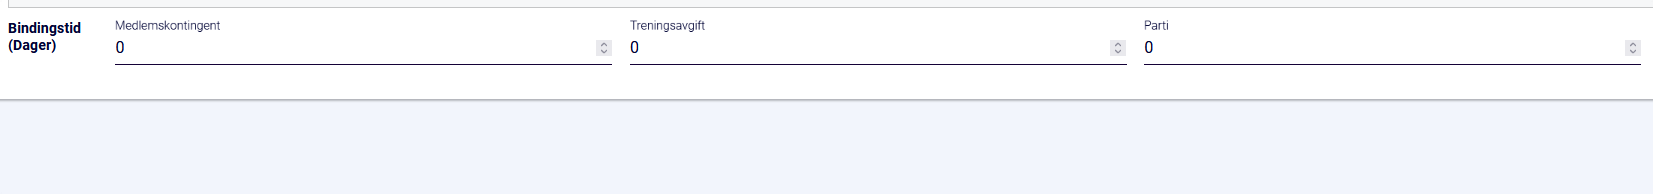 Bindingstid
(Dager)
Medlemskontingent
0
Treningsavgift
0
Parti
0